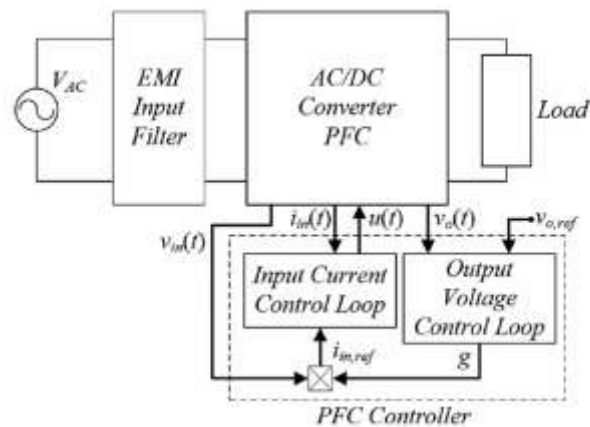 V_AC
EMI
Input
Filter
AC/DC
Converter
PFC
Load
v_in(t)
i_in(t)
u(t)
v_o(t)
v_o,ref
Input Current
Control Loop
Output
Voltage
Control Loop
i_in,ref
g
PFC Controller